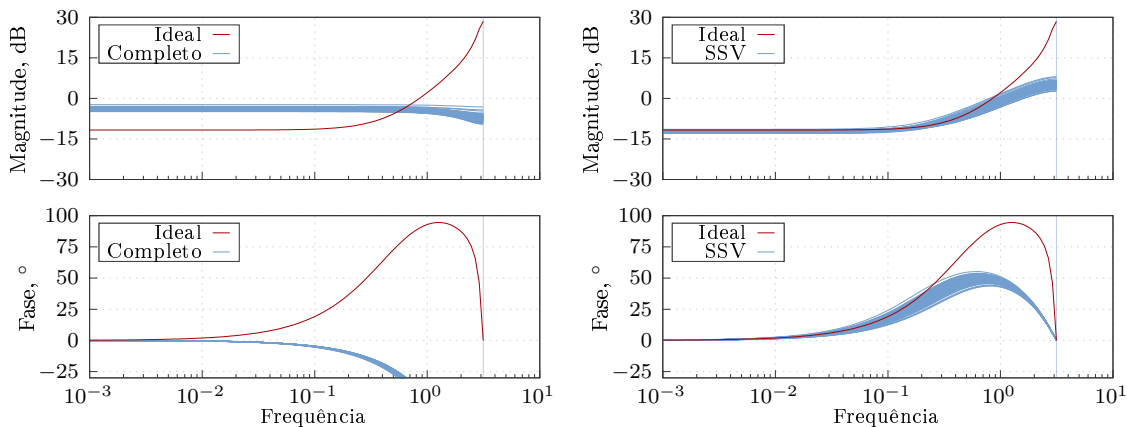 30
15
0
−15
−30
Magnitude, dB
Ideal
Completo
100
75
50
25
0
−25
Fase, °
Ideal
Completo
10−3
10−2
10−1
100
101
Frequência
30
15
0
−15
−30
Magnitude, dB
Ideal
SSV
100
75
50
25
0
−25
Fase, °
Ideal
SSV
10−3
10−2
10−1
100
101
Frequência